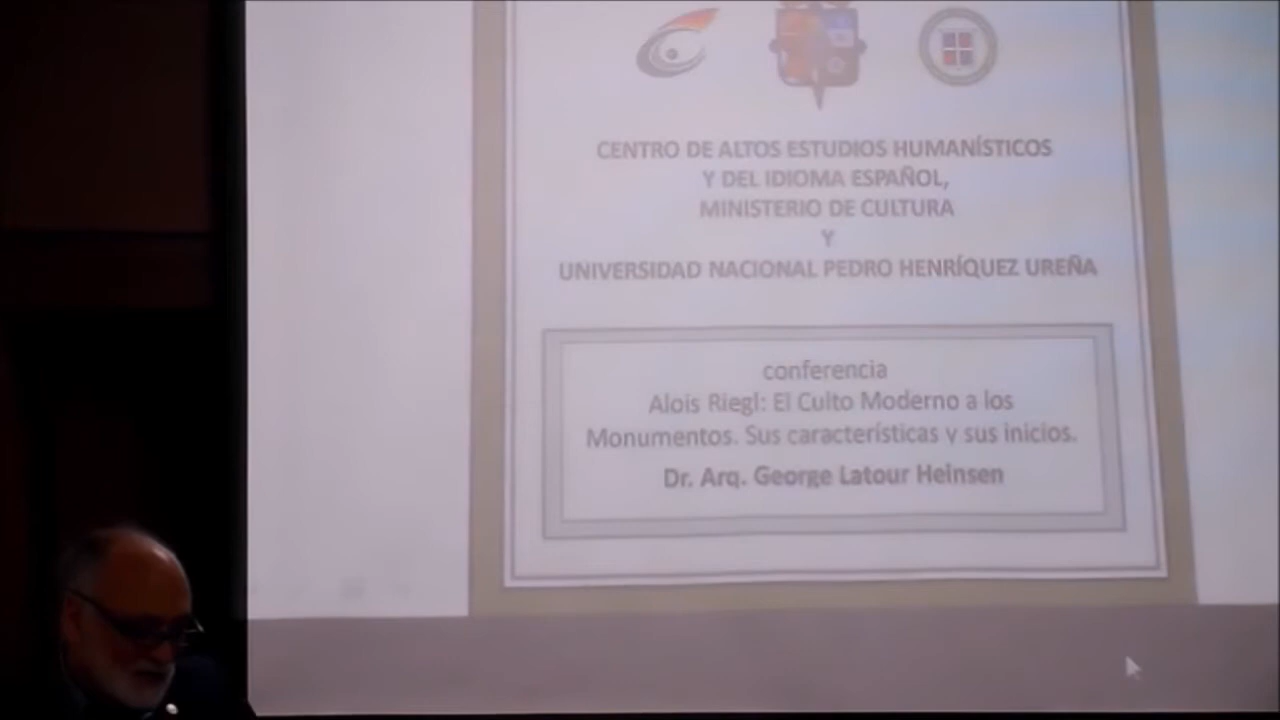 CENTRO DE ALTOS ESTUDIOS HUMANÍSTICOS
Y DEL IDIOMA ESPAÑOL,
MINISTERIO DE CULTURA
Y
UNIVERSIDAD NACIONAL PEDRO HENRÍQUEZ UREÑA
conferencia
Alois Riegl: El Culto Moderno a los
Monumentos. Sus características y sus inicios.
Dr. Arq. George Latour Heinsen